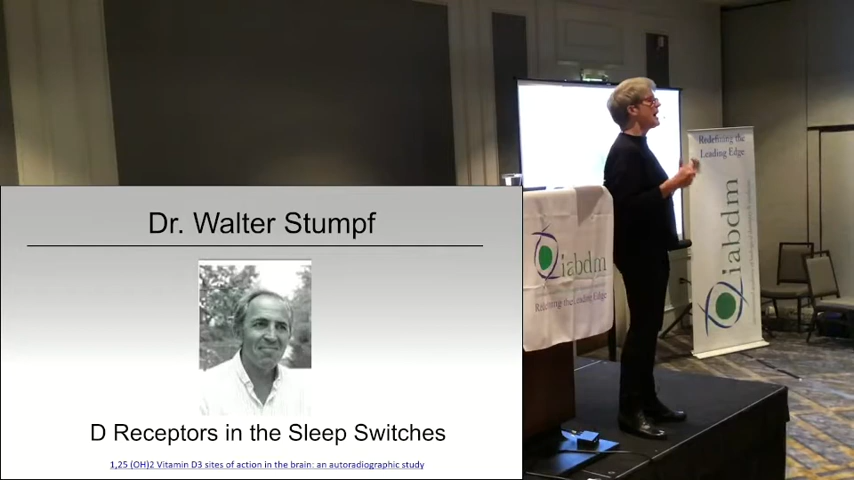 Dr. Walter Stumpf
D Receptors in the Sleep Switches
1,25 (OH)2 Vitamin D3 sites of action in the brain: an autoradiographic study
iabdm
Redefining the Leading Edge
Redefining the
Leading Edge
iabdm